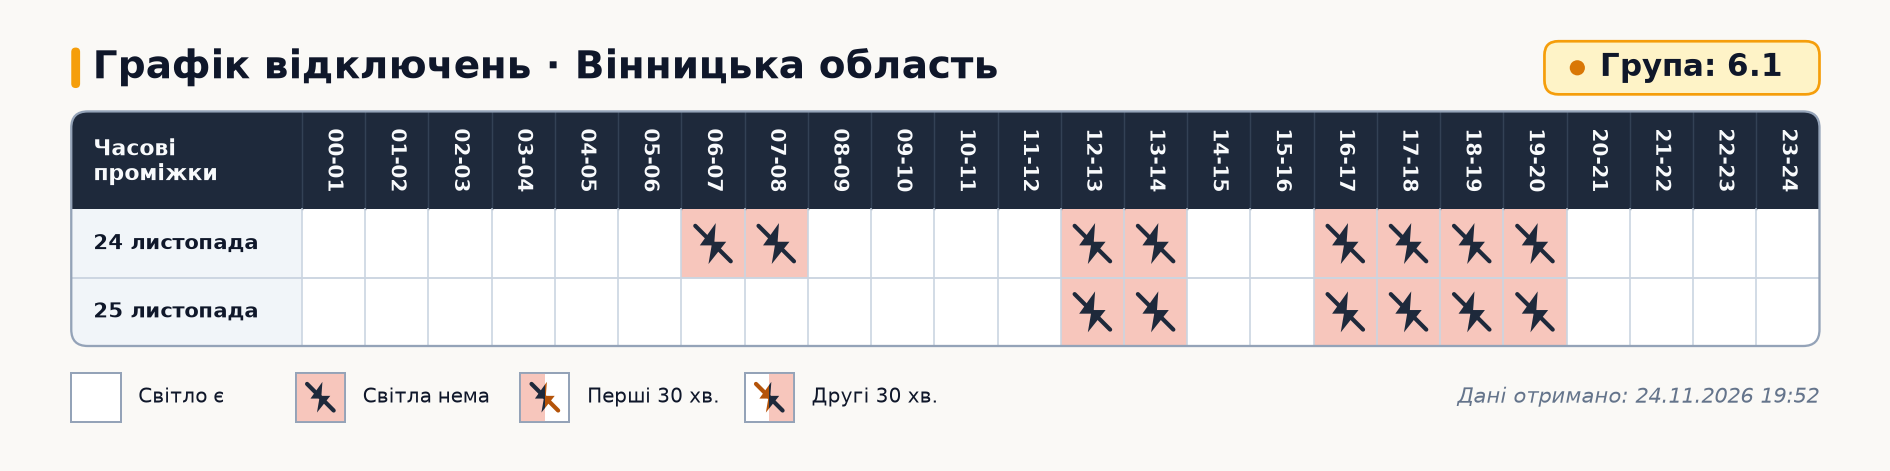 Графік відключень · Вінницька область
Група: 6.1
Часові
проміжки
00-01
01-02
02-03
03-04
04-05
05-06
06-07
07-08
08-09
09-10
10-11
11-12
12-13
13-14
14-15
15-16
16-17
17-18
18-19
19-20
20-21
21-22
22-23
23-24
24 листопада
25 листопада
Світло є
Світла нема
Перші 30 хв.
Другі 30 хв.
Дані отримано: 24.11.2026 19:52